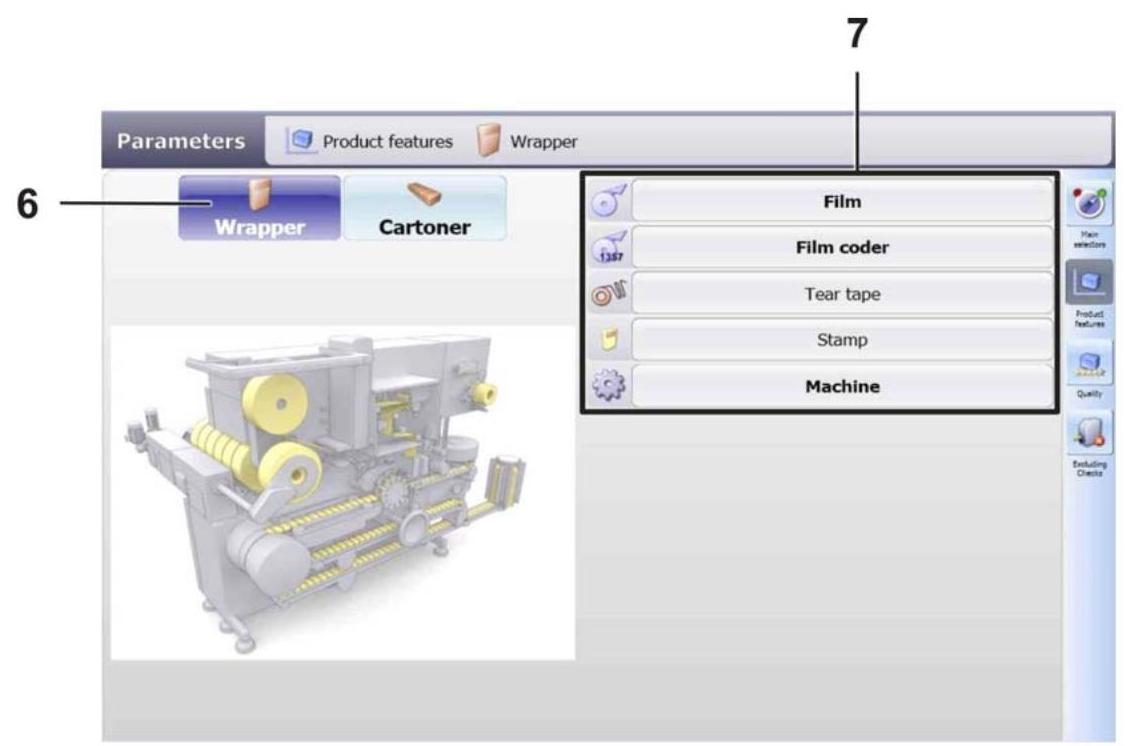 7
Parameters Product features Wrapper
6
Wrapper Cartoner
Film
Film coder
1357
Tear tape
Stamp
Machine
Main
selectors
Product
features
Quality
Excluding
Checks